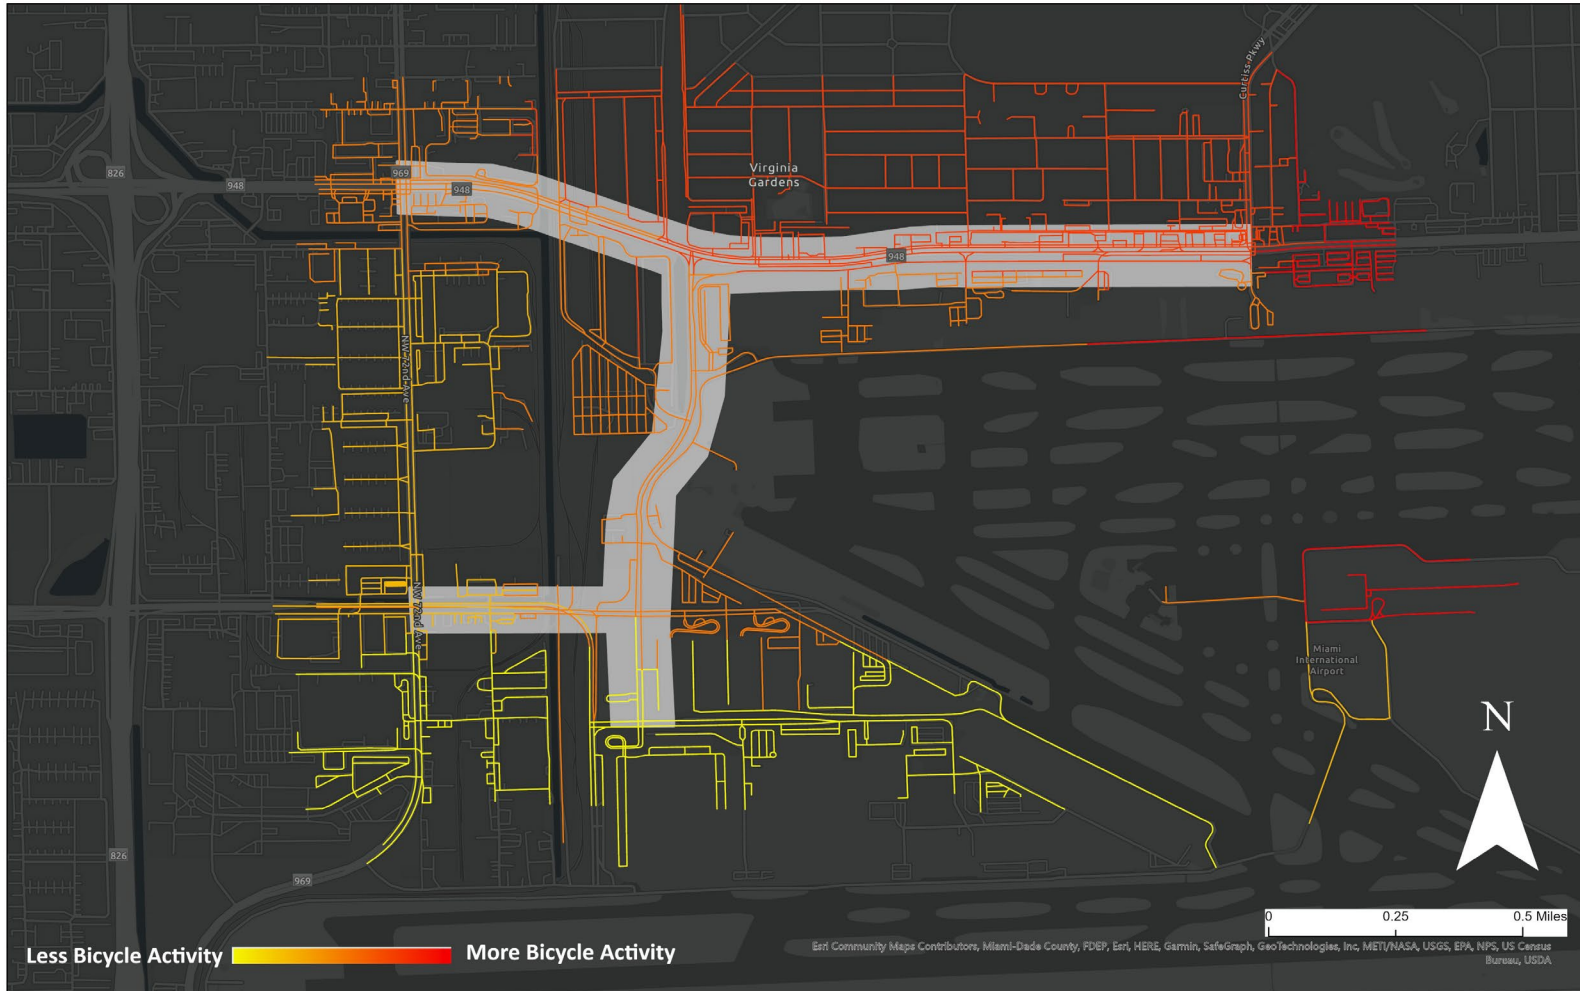 Curtiss Pkwy
826
948
969
948
Virginia
Gardens
948
NW 72nd Ave
NW 72nd Ave
Miami
International
Airport
N
826
969
0 0.25 0.5 Miles
Less Bicycle Activity More Bicycle Activity
Esri Community Maps Contributors, Miami-Dade County, FDEP, Esri, HERE, Garmin, SafeGraph, GeoTechnologies, Inc, METI/NASA, USGS, EPA, NPS, US Census
Bureau, USDA